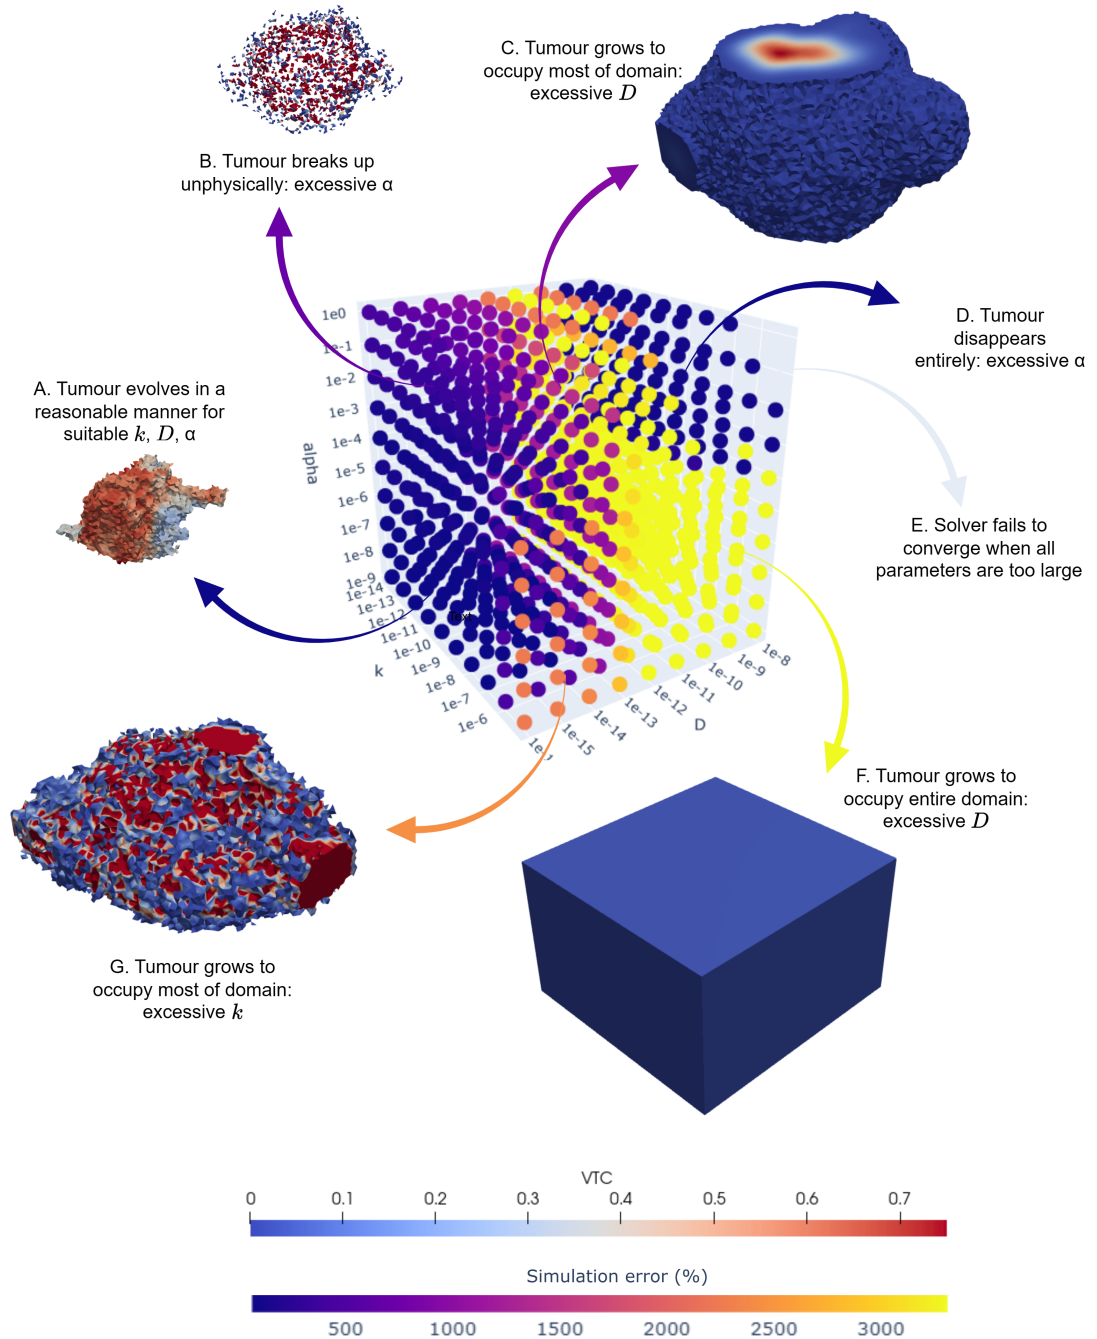 B. Tumour breaks up
unphysically: excessive α
C. Tumour grows to
occupy most of domain:
excessive D
D. Tumour
disappears
entirely: excessive α
A. Tumour evolves in a
reasonable manner for
suitable k, D, α
E. Solver fails to
converge when all
parameters are too large
1e0
1e-1
1e-2
1e-3
1e-4
1e-5
1e-6
1e-7
1e-8
1e-9
alpha
1e-14
1e-13
1e-12
1e-11
1e-10
1e-9
1e-8
1e-7
1e-6
k
Text
1e-15
1e-14
1e-13
1e-12
1e-11
1e-10
1e-9
1e-8
D
F. Tumour grows to
occupy entire domain:
excessive D
G. Tumour grows to
occupy most of domain:
excessive k
VTC
0 0.1 0.2 0.3 0.4 0.5 0.6 0.7
Simulation error (%)
500 1000 1500 2000 2500 3000